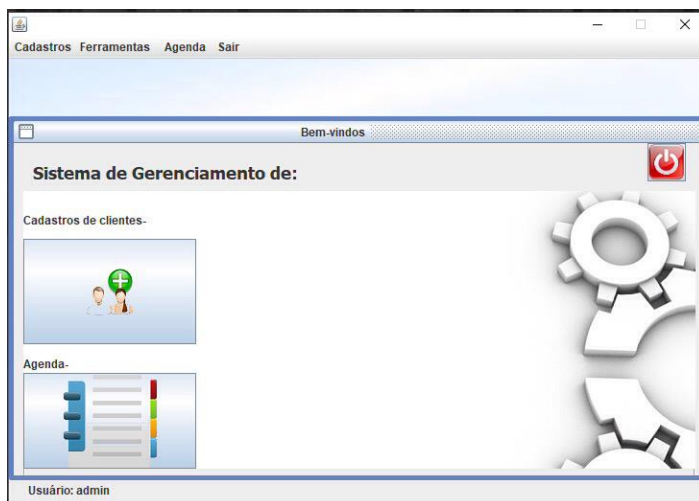 Cadastros Ferramentas Agenda Sair
Bem-vindos
Sistema de Gerenciamento de:
Cadastros de clientes-
Agenda-
Usuário: admin